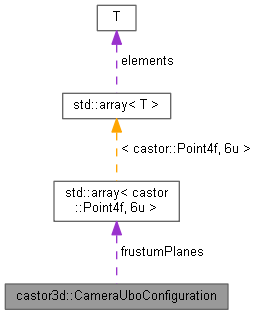 T
elements
std::array< T >
< castor::Point4f, 6u >
std::array< castor
::Point4f, 6u >
frustumPlanes
castor3d::CameraUboConfiguration